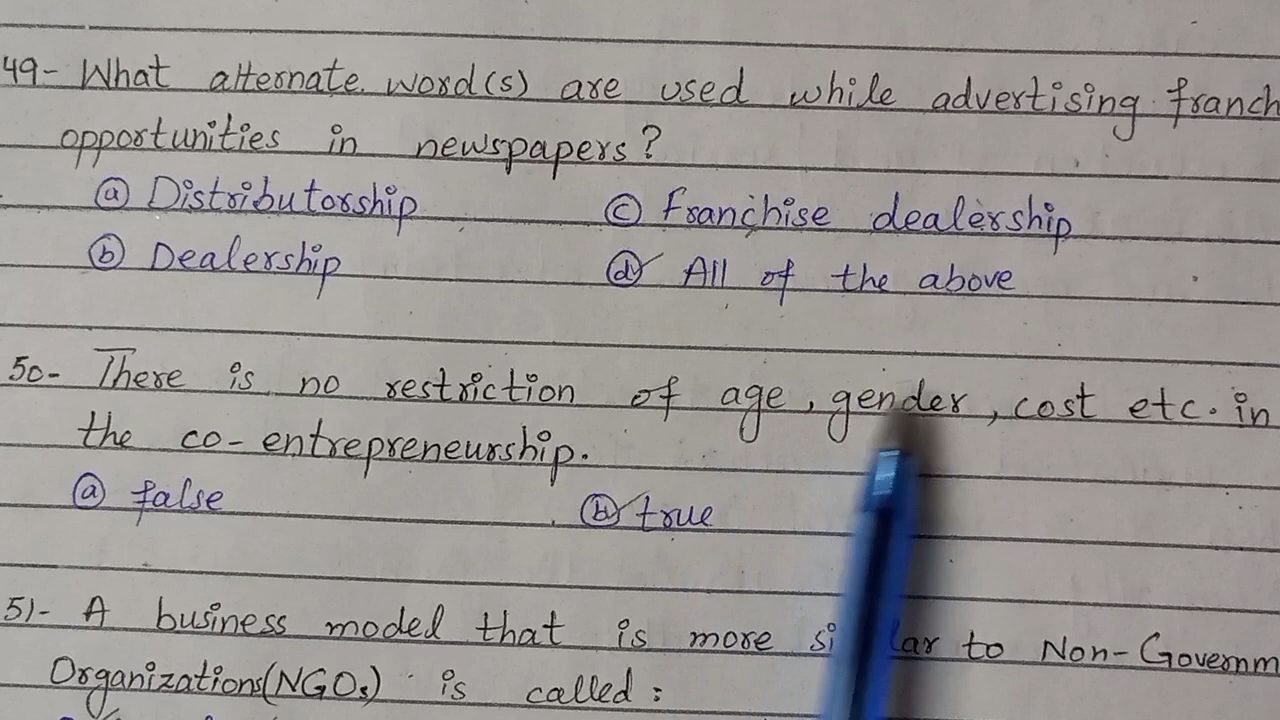 49- What alternate word(s) are used while advertising franch
opportunities in newspapers?
ⓐ Distributorship ⓒ Franchise dealership
ⓑ Dealership ⓓ All of the above
50- There is no restriction of age, gender, cost etc. in
the co-entrepreneurship.
ⓐ false ⓑ true
51- A business model that is more similar to Non-Governm
Organizations(NGOs) is called: